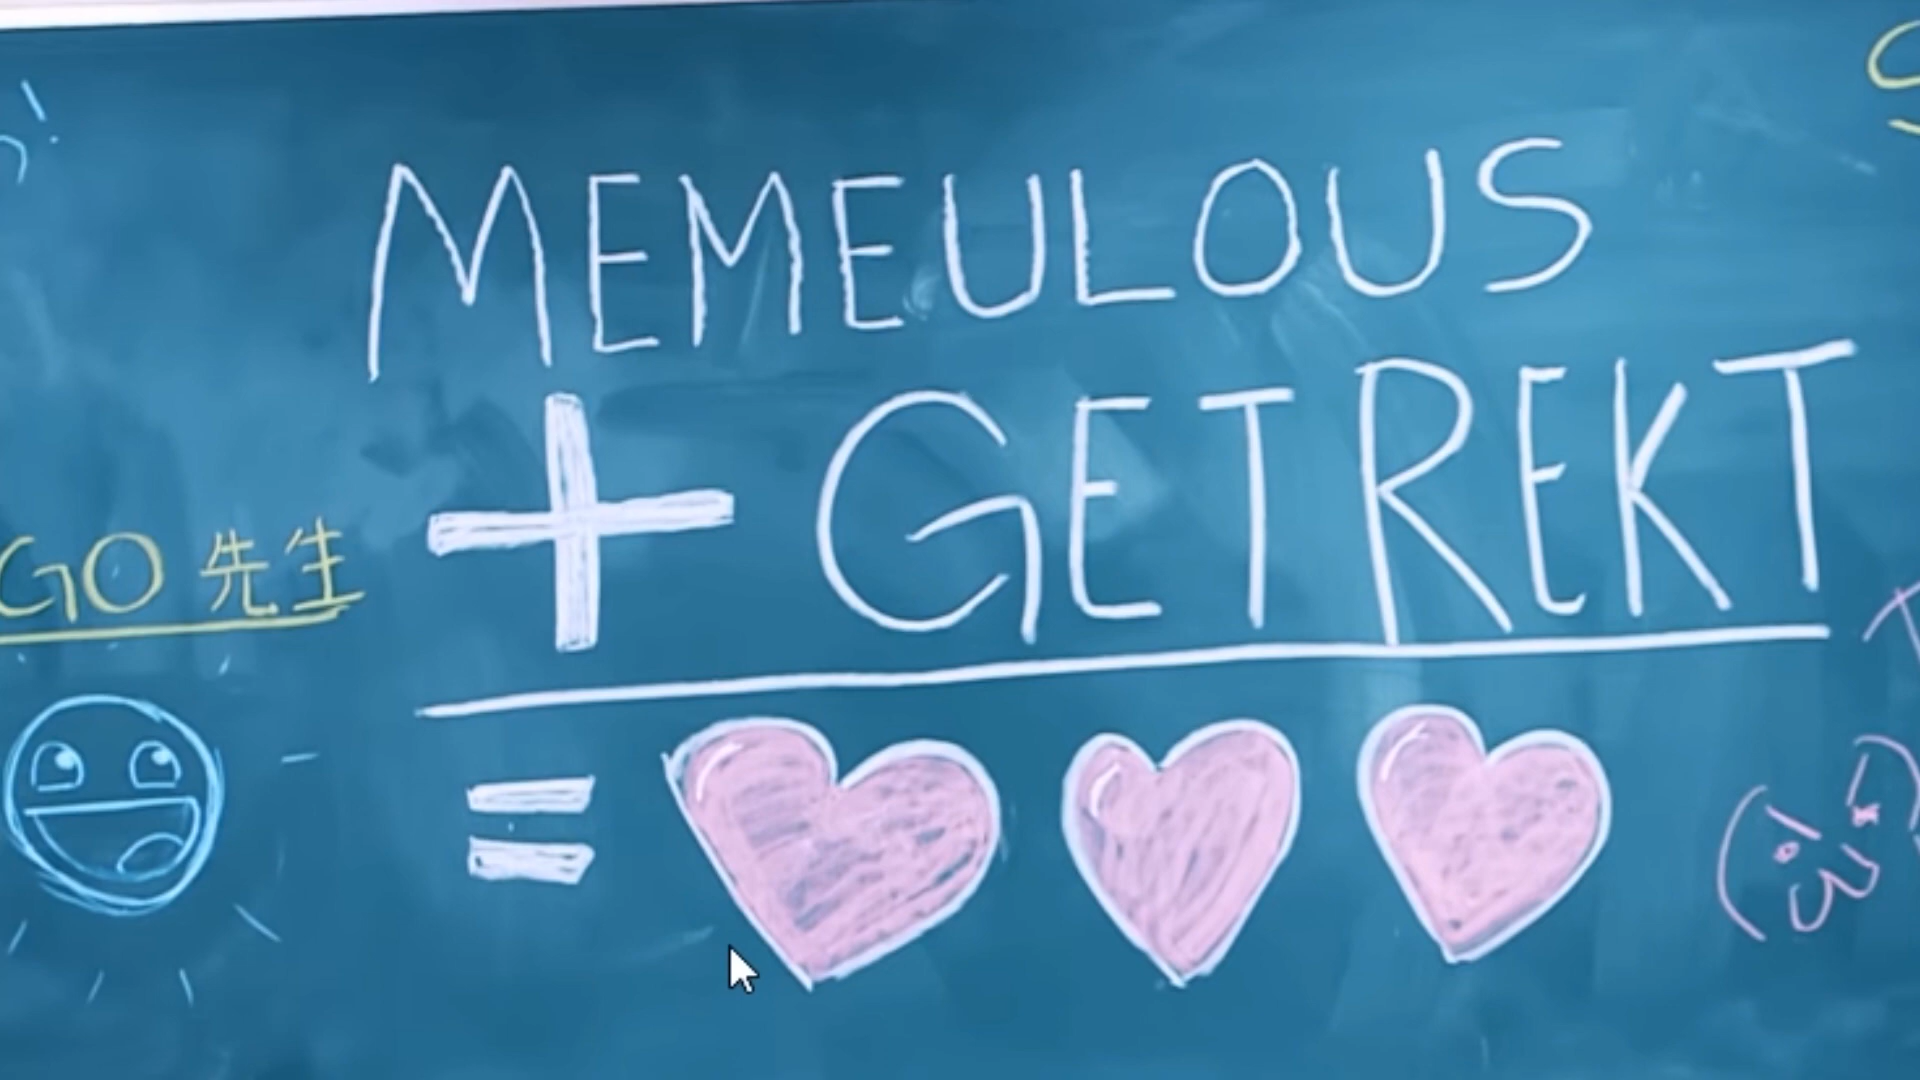 MEMEULOUS
+ GETREKT
GO 先生
=